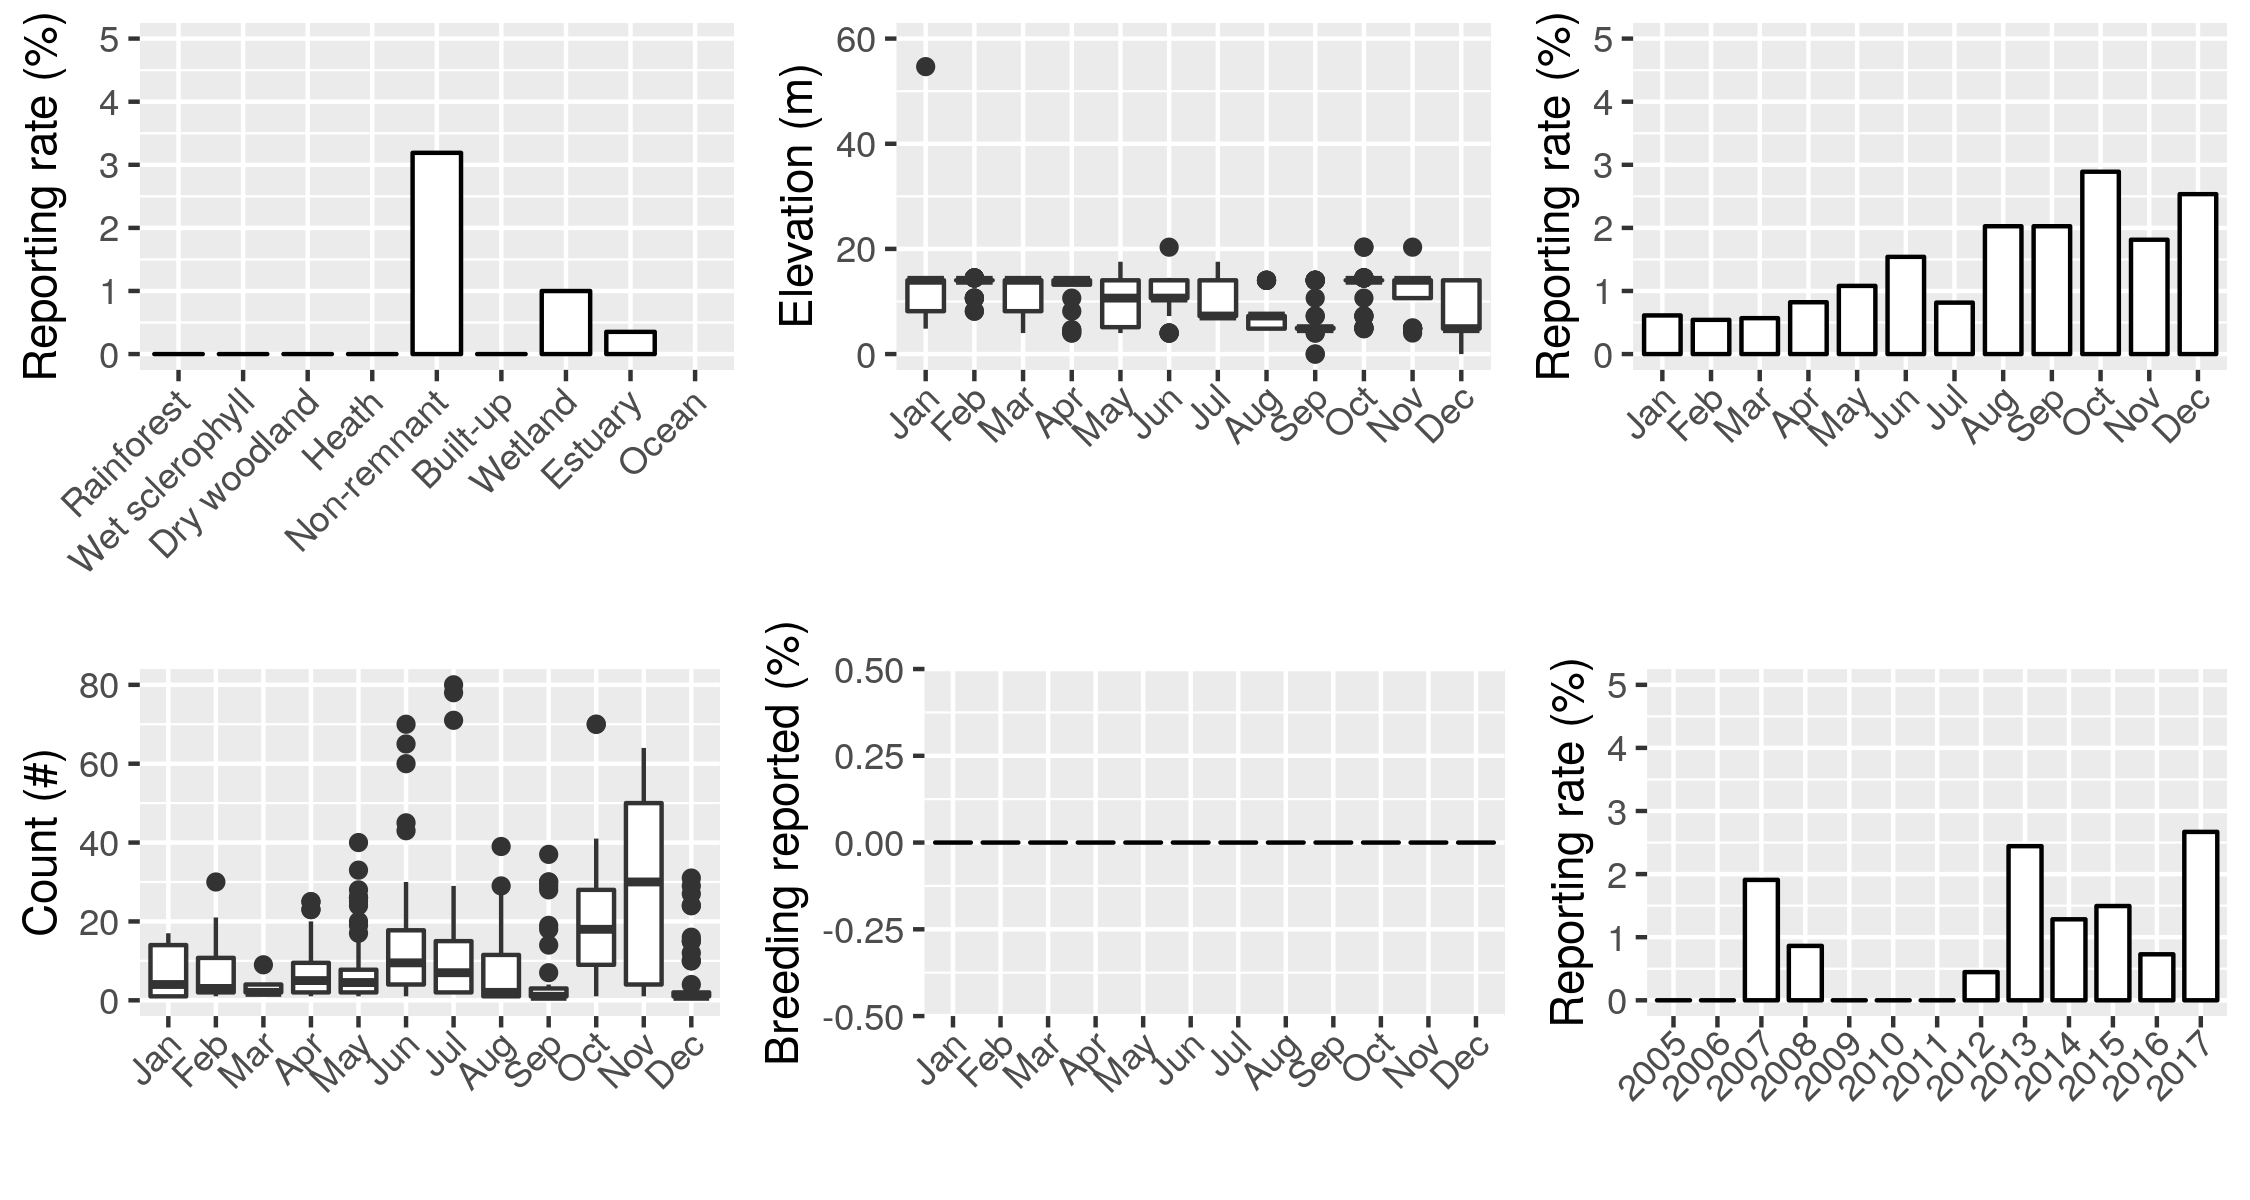 Reporting rate (%)
5
4
3
2
1
0
Rainforest
Wet sclerophyll
Dry woodland
Heath
Non-remnant
Built-up
Wetland
Estuary
Ocean
Elevation (m)
60
40
20
0
Jan
Feb
Mar
Apr
May
Jun
Jul
Aug
Sep
Oct
Nov
Dec
Reporting rate (%)
5
4
3
2
1
0
Jan
Feb
Mar
Apr
May
Jun
Jul
Aug
Sep
Oct
Nov
Dec
Count (#)
80
60
40
20
0
Jan
Feb
Mar
Apr
May
Jun
Jul
Aug
Sep
Oct
Nov
Dec
Breeding reported (%)
0.50
0.25
0.00
-0.25
-0.50
Jan
Feb
Mar
Apr
May
Jun
Jul
Aug
Sep
Oct
Nov
Dec
Reporting rate (%)
5
4
3
2
1
0
2005
2006
2007
2008
2009
2010
2011
2012
2013
2014
2015
2016
2017